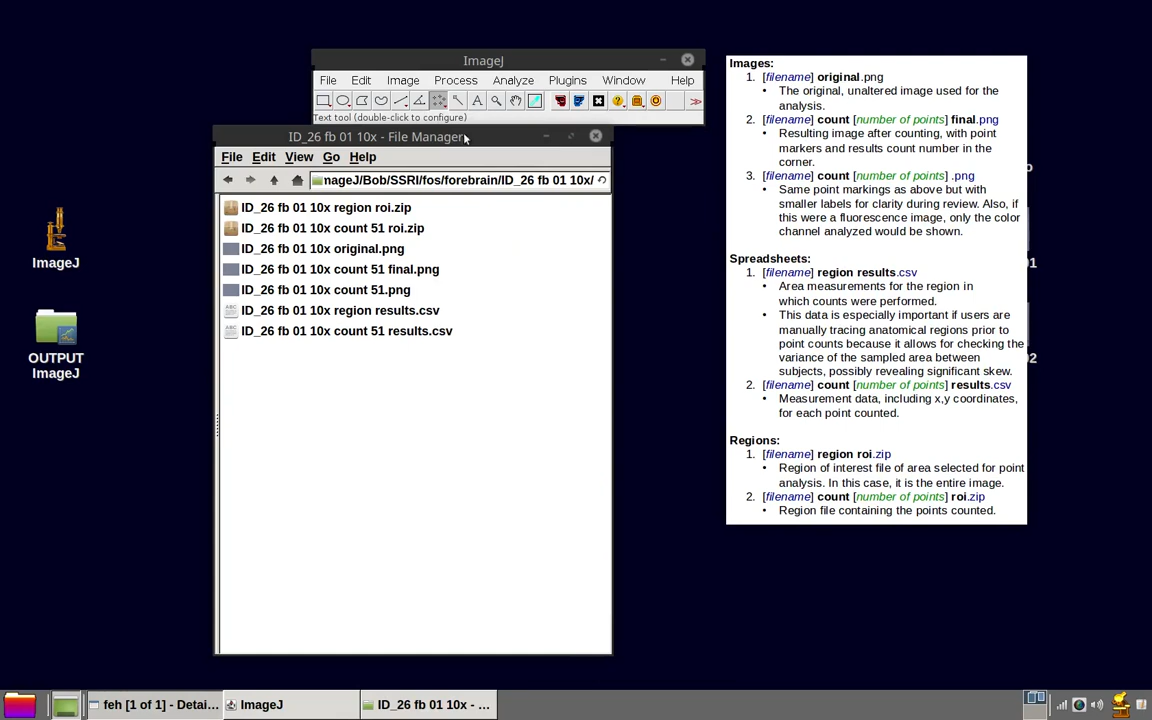 ImageJ
File Edit Image Process Analyze Plugins Window Help
A
Text tool (double-click to configure)
ID_26 fb 01 10x - File Manager
File Edit View Go Help
mageJ/Bob/SSRI/fos/forebrain/ID_26 fb 01 10x/
ID_26 fb 01 10x region roi.zip
ID_26 fb 01 10x count 51 roi.zip
ID_26 fb 01 10x original.png
ID_26 fb 01 10x count 51 final.png
ID_26 fb 01 10x count 51.png
ID_26 fb 01 10x region results.csv
ID_26 fb 01 10x count 51 results.csv
ImageJ
OUTPUT
ImageJ
Images:
1. [filename] original.png
• The original, unaltered image used for the
analysis.
2. [filename] count [number of points] final.png
• Resulting image after counting, with point
markers and results count number in the
corner.
3. [filename] count [number of points] .png
• Same point markings as above but with
smaller labels for clarity during review. Also, if
this were a fluorescence image, only the color
channel analyzed would be shown.
Spreadsheets:
1. [filename] region results.csv
• Area measurements for the region in
which counts were performed.
• This data is especially important if users are
manually tracing anatomical regions prior to
point counts because it allows for checking the
variance of the sampled area between
subjects, possibly revealing significant skew.
2. [filename] count [number of points] results.csv
• Measurement data, including x,y coordinates,
for each point counted.
Regions:
1. [filename] region roi.zip
• Region of interest file of area selected for point
analysis. In this case, it is the entire image.
2. [filename] count [number of points] roi.zip
• Region file containing the points counted.
feh [1 of 1] - Detai...
ImageJ
ID_26 fb 01 10x - ...